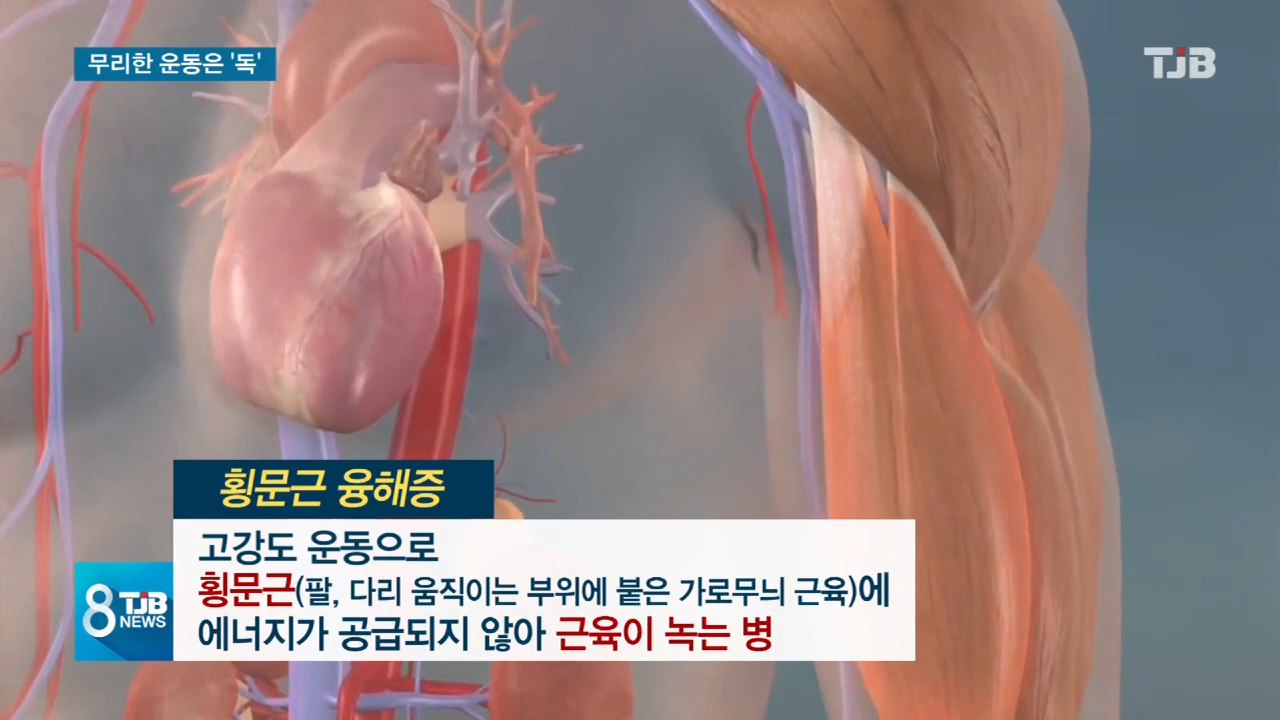 무리한 운동은 '독'
TJB
횡문근 융해증
고강도 운동으로
횡문근(팔, 다리 움직이는 부위에 붙은 가로무늬 근육)에
에너지가 공급되지 않아 근육이 녹는 병
8 TJB
NEWS